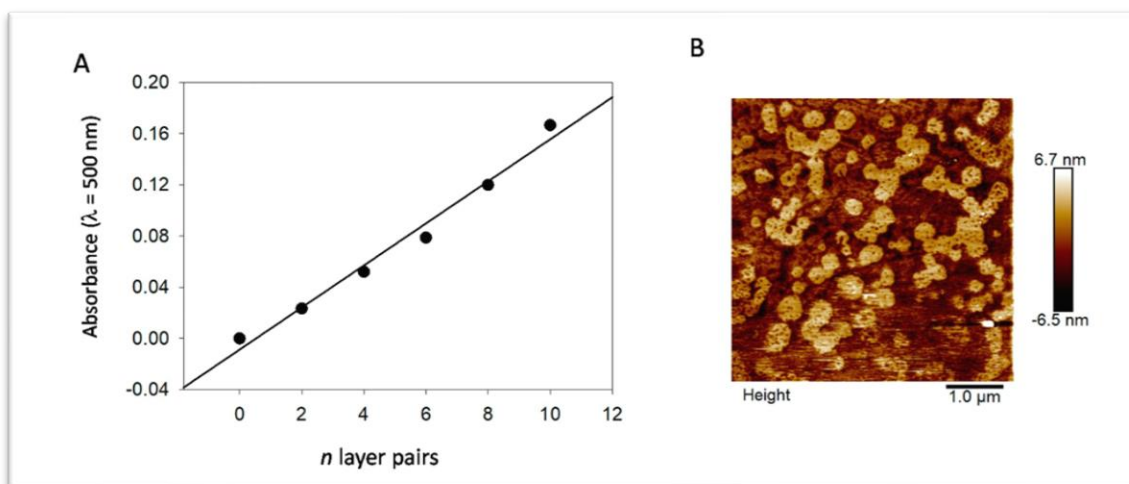 A
0.20
0.16
0.12
0.08
0.04
0.00
-0.04
Absorbance (λ = 500 nm)
0 2 4 6 8 10 12
n layer pairs
B
6.7 nm
-6.5 nm
Height
1.0 µm